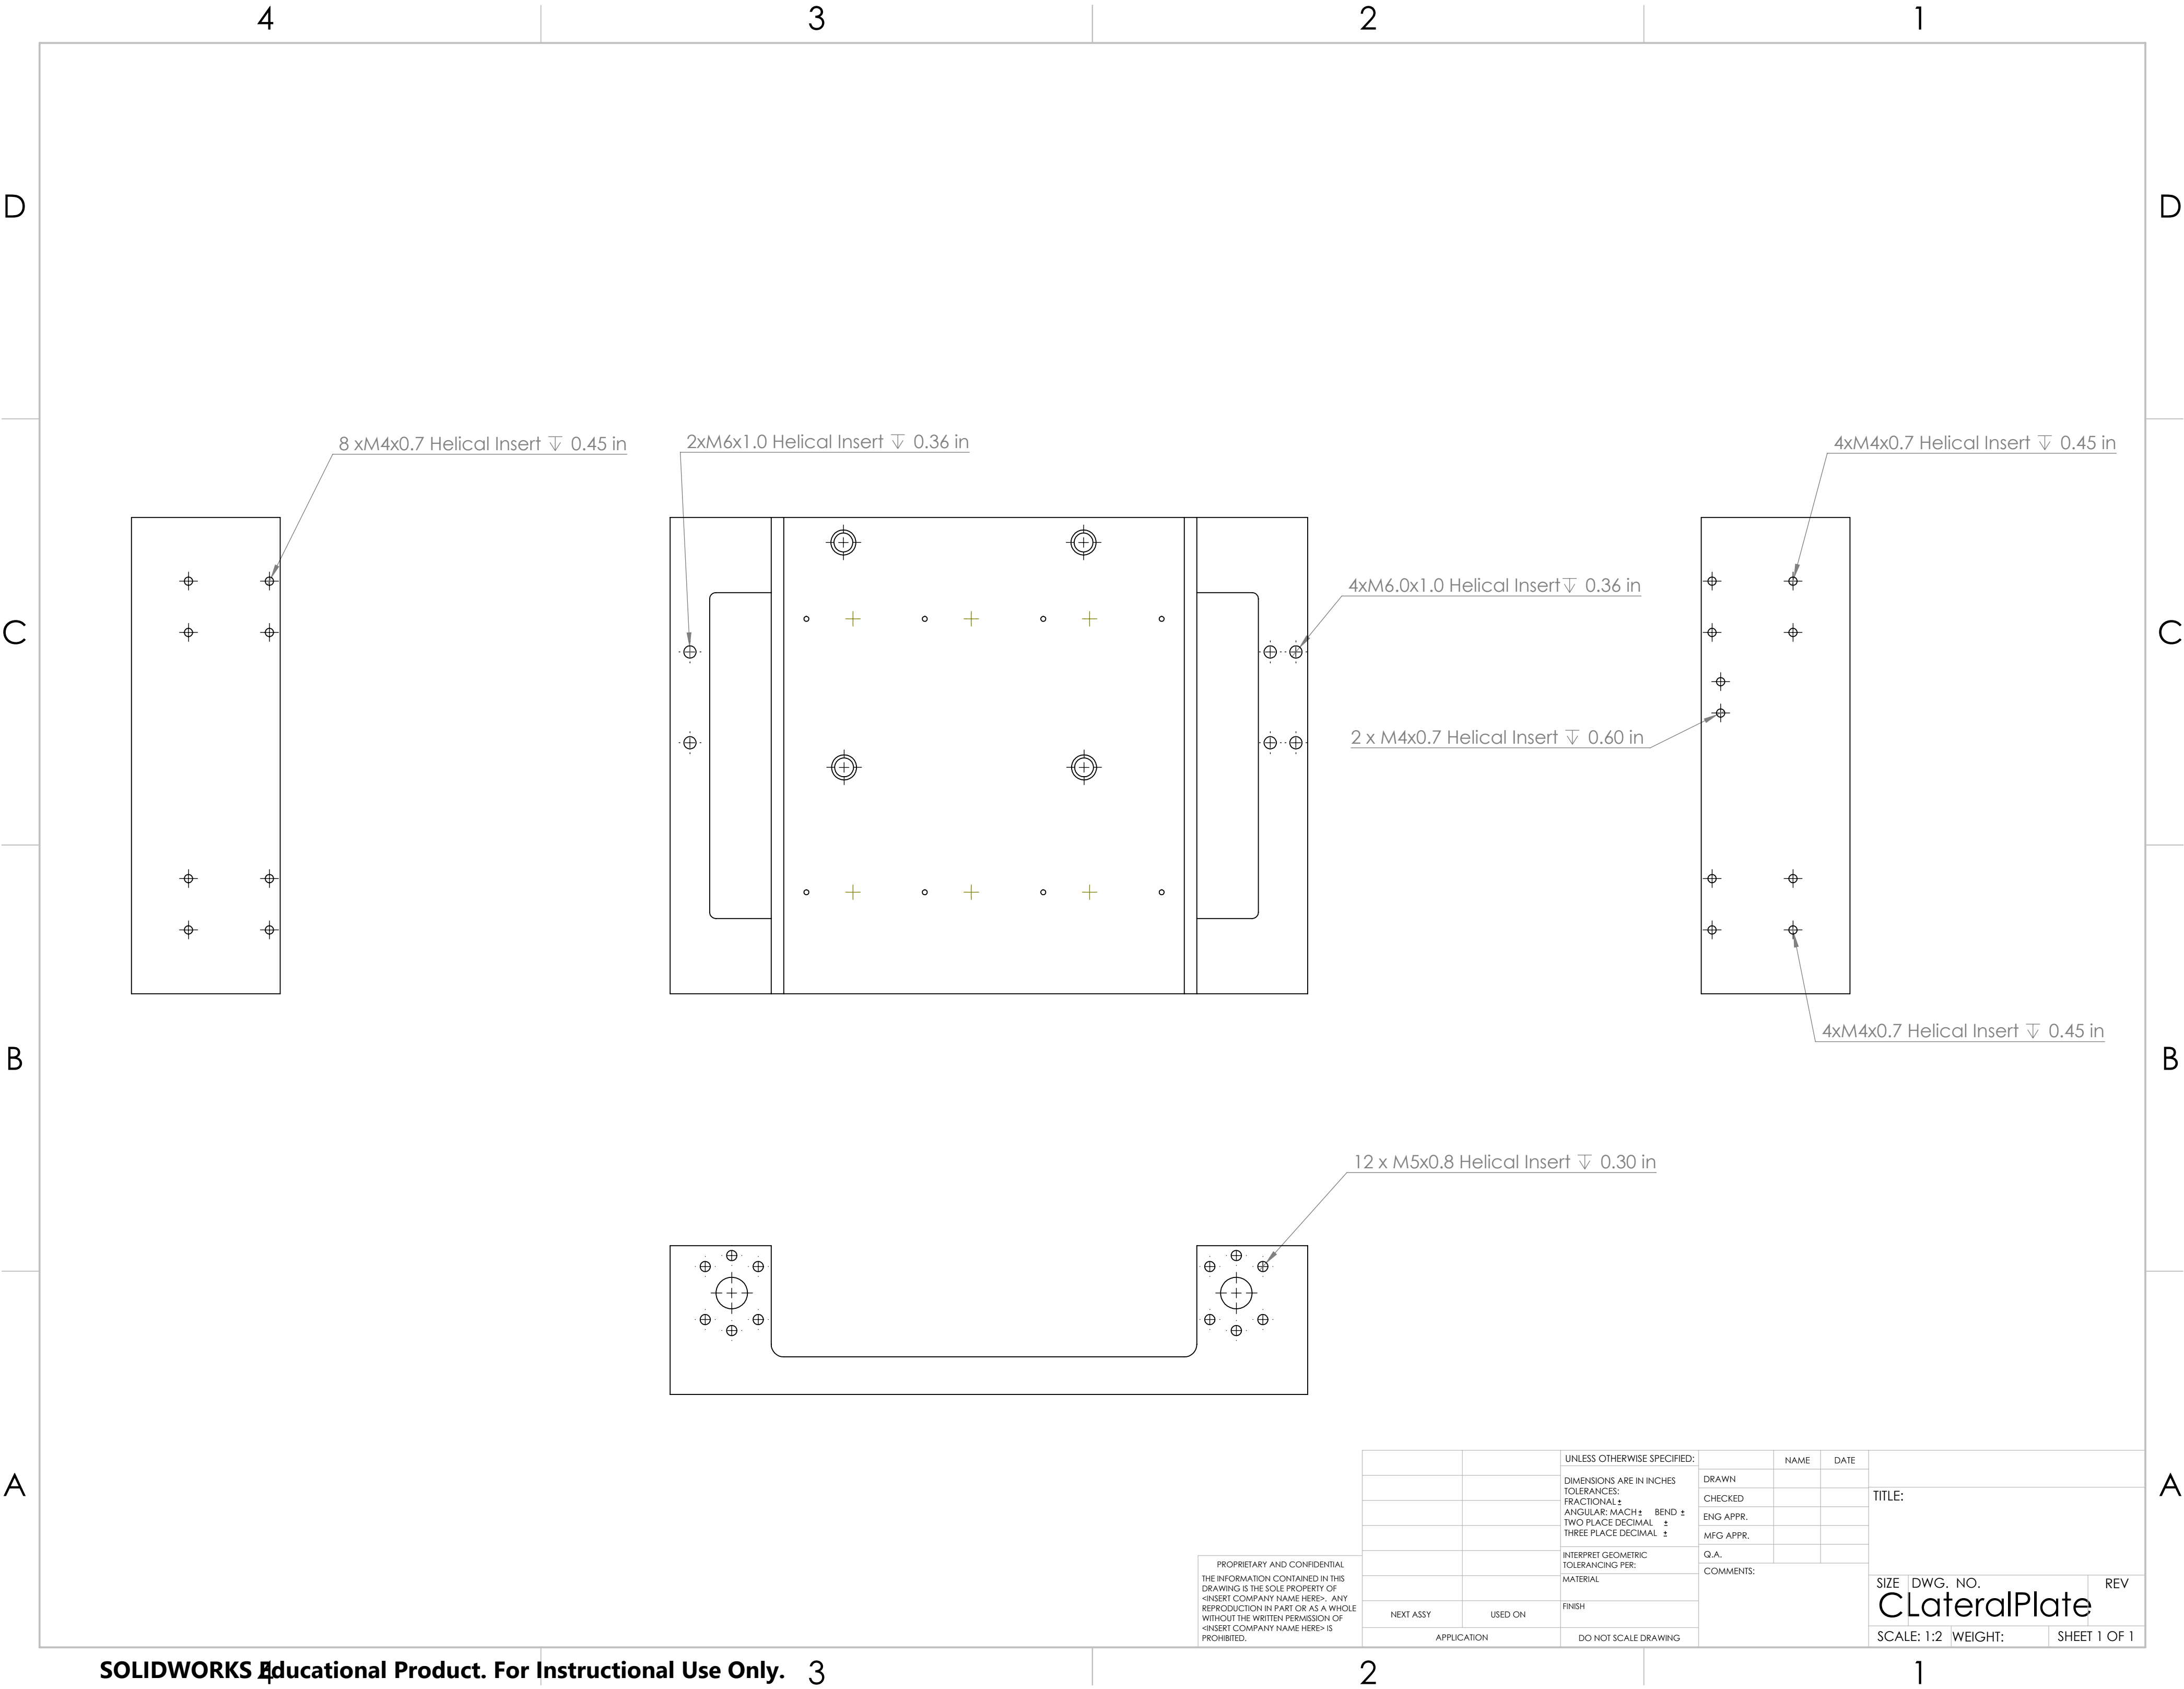 4 3 2 1
D D
8 xM4x0.7 Helical Insert ↧ 0.45 in
2xM6x1.0 Helical Insert ↧ 0.36 in
4xM4x0.7 Helical Insert ↧ 0.45 in
4xM6.0x1.0 Helical Insert↧ 0.36 in
C C
2 x M4x0.7 Helical Insert ↧ 0.60 in
4xM4x0.7 Helical Insert ↧ 0.45 in
B B
12 x M5x0.8 Helical Insert ↧ 0.30 in
A A
PROPRIETARY AND CONFIDENTIAL
THE INFORMATION CONTAINED IN THIS
DRAWING IS THE SOLE PROPERTY OF
<INSERT COMPANY NAME HERE>. ANY
REPRODUCTION IN PART OR AS A WHOLE
WITHOUT THE WRITTEN PERMISSION OF
<INSERT COMPANY NAME HERE> IS
PROHIBITED.
NEXT ASSY USED ON
APPLICATION
UNLESS OTHERWISE SPECIFIED:
DIMENSIONS ARE IN INCHES
TOLERANCES:
FRACTIONAL±
ANGULAR: MACH± BEND ±
TWO PLACE DECIMAL ±
THREE PLACE DECIMAL ±
INTERPRET GEOMETRIC
TOLERANCING PER:
MATERIAL
FINISH
DO NOT SCALE DRAWING
NAME DATE
DRAWN
CHECKED
ENG APPR.
MFG APPR.
Q.A.
COMMENTS:
TITLE:
SIZE DWG. NO. REV
CLateralPlate
SCALE: 1:2 WEIGHT: SHEET 1 OF 1
SOLIDWORKS Educational Product. For Instructional Use Only.
4 3 2 1